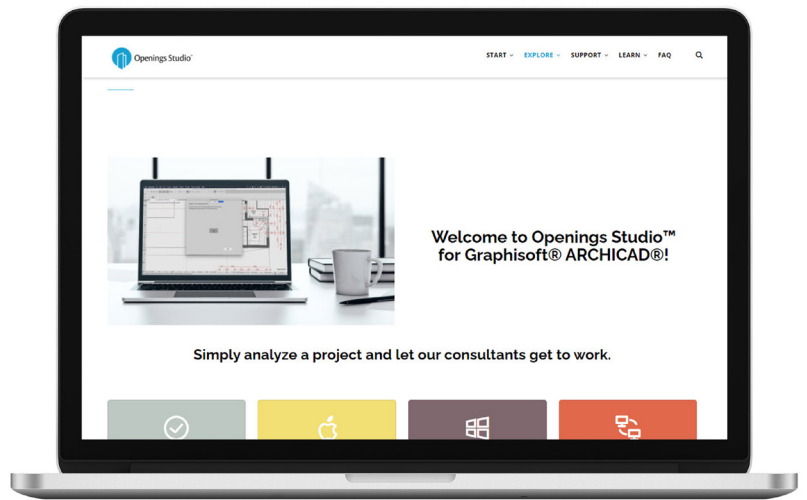 Openings Studio™
START EXPLORE SUPPORT LEARN FAQ
Welcome to Openings Studio™
for Graphisoft® ARCHICAD®!
Simply analyze a project and let our consultants get to work.